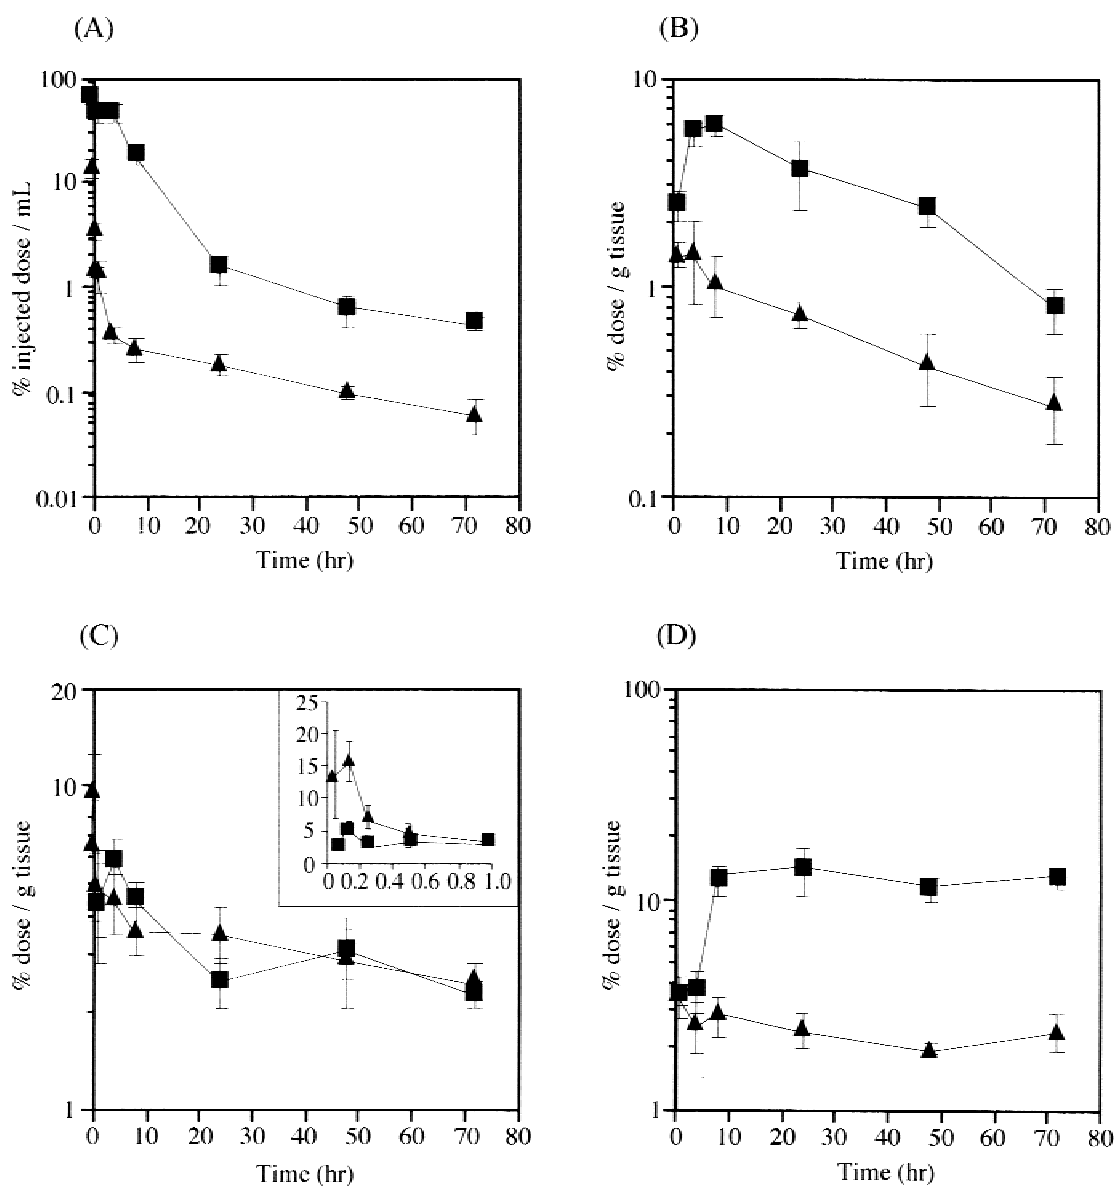 (A)
100
10
1
0.1
0.01
% injected dose / mL
0 10 20 30 40 50 60 70 80
Time (hr)
(B)
10
1
0.1
% dose / g tissue
0 10 20 30 40 50 60 70 80
Time (hr)
(C)
20
10
1
% dose / g tissue
25
20
15
10
5
0
0 0.2 0.4 0.6 0.8 1.0
0 10 20 30 40 50 60 70 80
Time (hr)
(D)
100
10
1
% dose / g tissue
0 10 20 30 40 50 60 70 80
Time (hr)